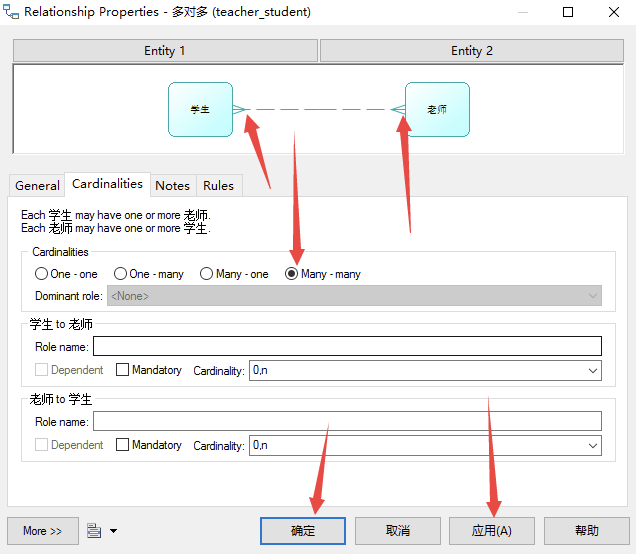 Relationship Properties - 多对多 (teacher_student)
Entity 1
Entity 2
学生
老师
General
Cardinalities
Notes
Rules
Each 学生 may have one or more 老师.
Each 老师 may have one or more 学生.
Cardinalities
One - one
One - many
Many - one
Many - many
Dominant role:
<None>
学生 to 老师
Role name:
Dependent
Mandatory
Cardinality:
0,n
老师 to 学生
Role name:
Dependent
Mandatory
Cardinality:
0,n
More >>
确定
取消
应用(A)
帮助